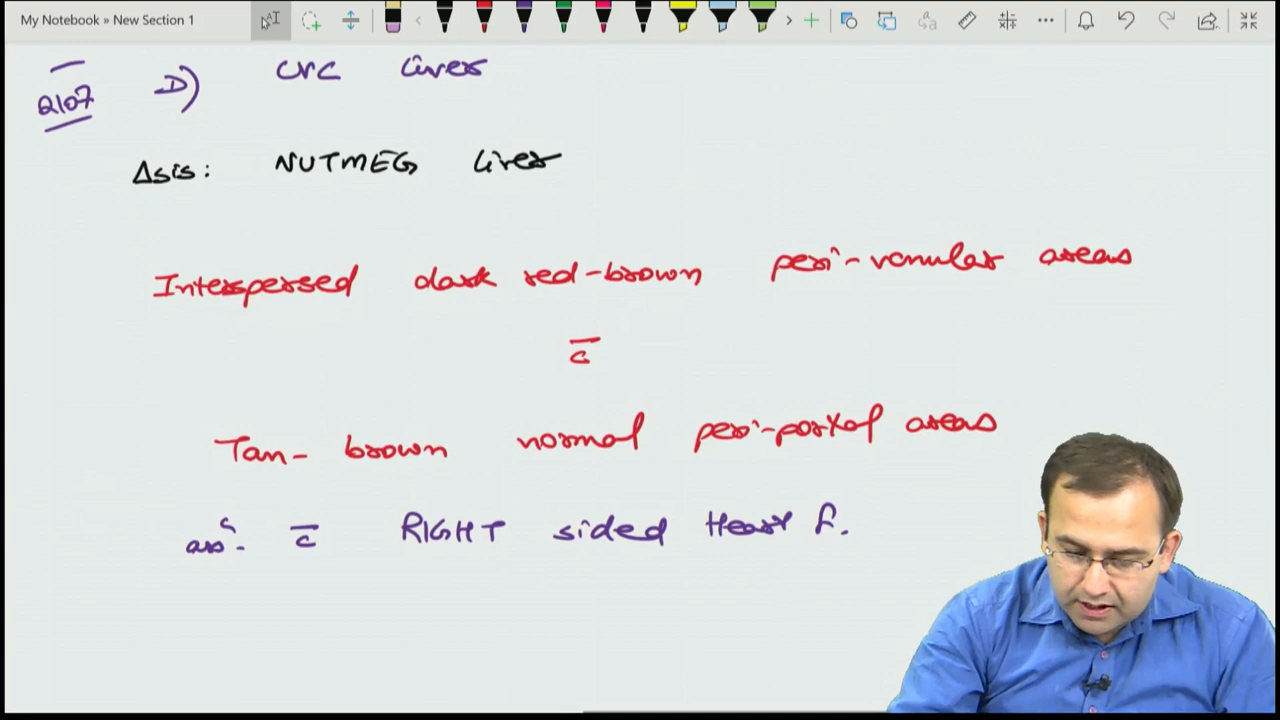 My Notebook » New Section 1
Q107 D) CVC liver
Δsis: NUTMEG liver
Interspersed dark red-brown peri-venular areas
c̅
Tan-brown normal peri-portal areas
assᶜ. c̅ RIGHT sided Heart f.